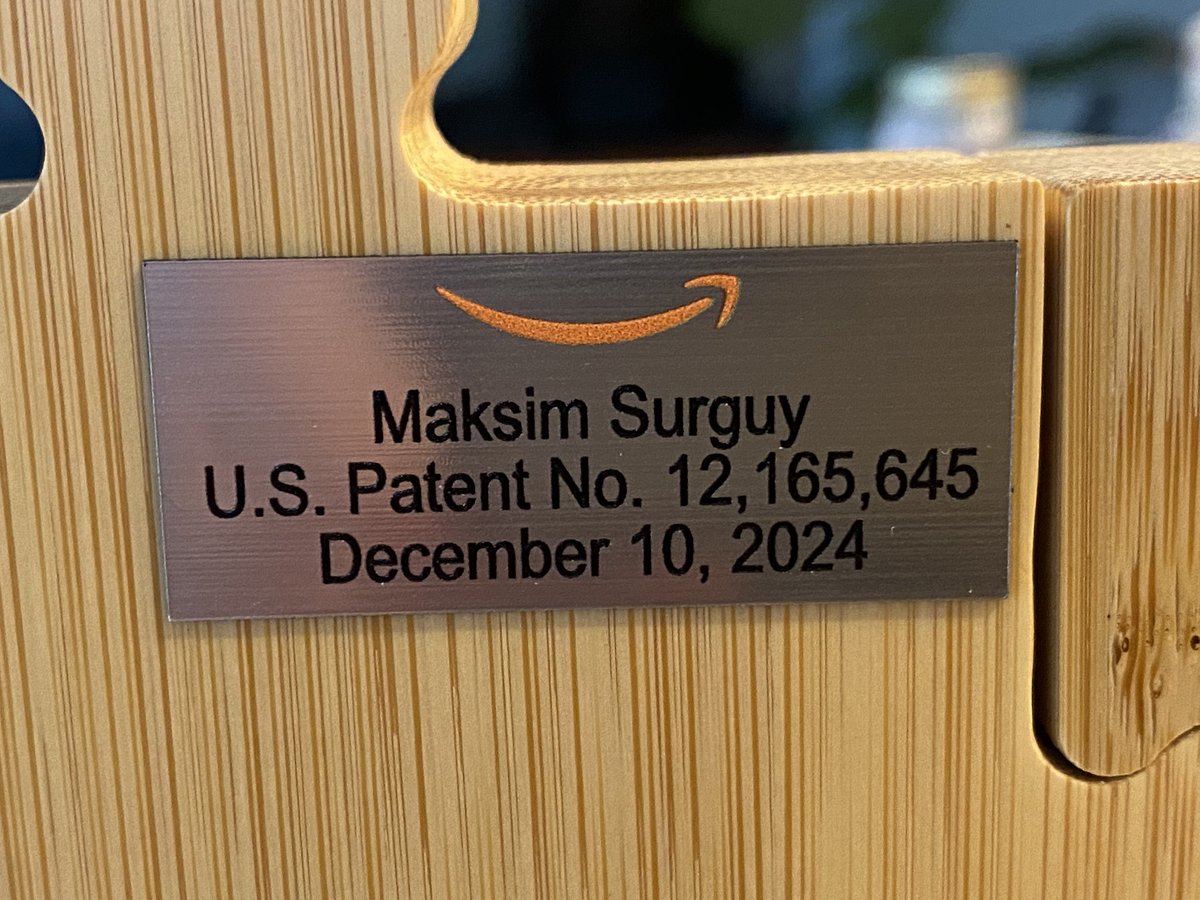 Maksim Surguy
U.S. Patent No. 12,165,645
December 10, 2024